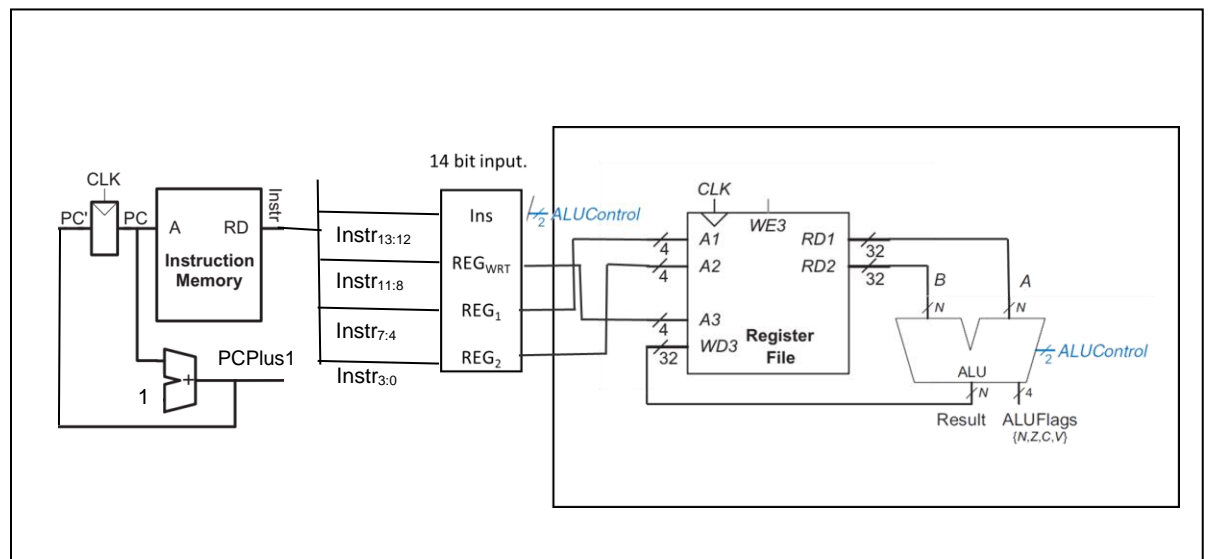 14 bit input.
CLK
PC'
PC
A
RD
Instr
Instruction
Memory
PCPlus1
1
+
Instr13:12
Instr11:8
Instr7:4
Instr3:0
Ins
REGWRT
REG1
REG2
2
ALUControl
CLK
WE3
A1
A2
A3
WD3
RD1
RD2
4
4
4
32
32
32
Register
File
B
A
N
N
ALU
2
ALUControl
N
4
Result
ALUFlags
{N,Z,C,V}